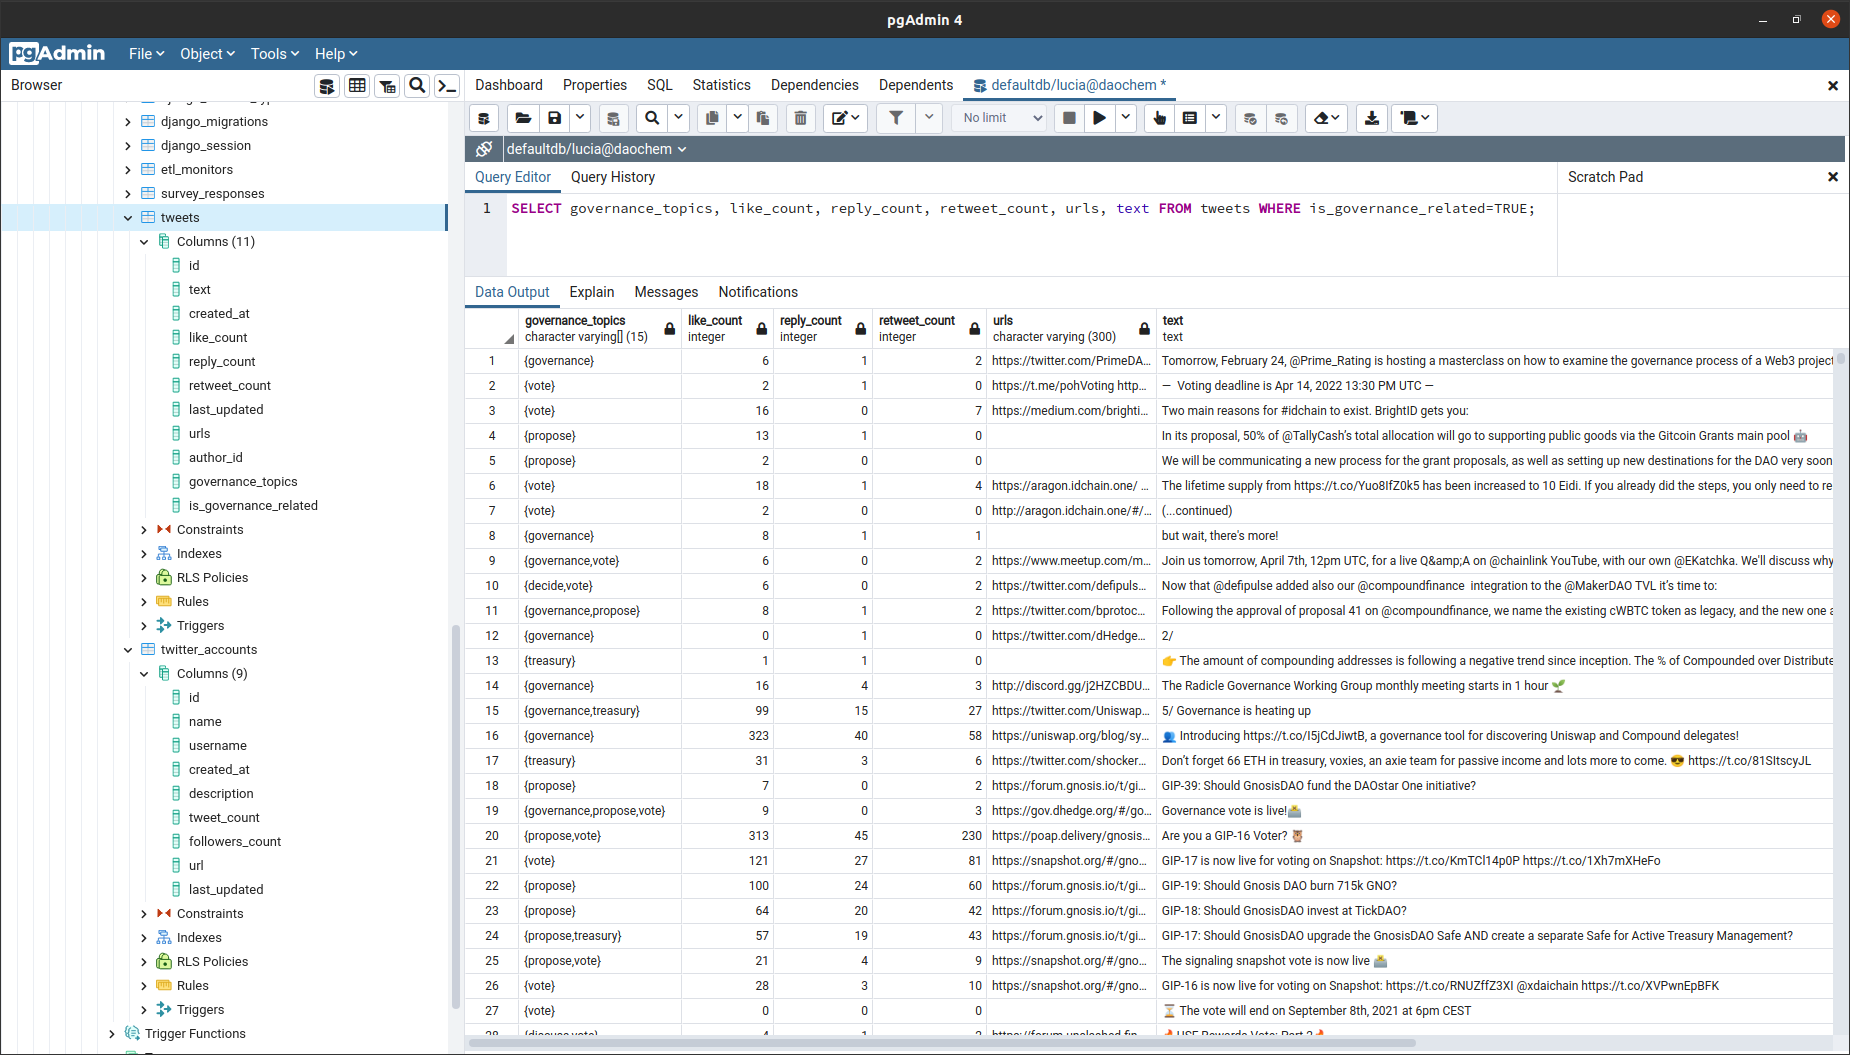 pgAdmin 4
pgAdmin File Object Tools Help
Browser
django_migrations
django_session
etl_monitors
survey_responses
tweets
Columns (11)
id
text
created_at
like_count
reply_count
retweet_count
last_updated
urls
author_id
governance_topics
is_governance_related
Constraints
Indexes
RLS Policies
Rules
Triggers
twitter_accounts
Columns (9)
id
name
username
created_at
description
tweet_count
followers_count
url
last_updated
Constraints
Indexes
RLS Policies
Rules
Triggers
Trigger Functions
Dashboard Properties SQL Statistics Dependencies Dependents defaultdb/lucia@daochem *
No limit
defaultdb/lucia@daochem
Query Editor Query History Scratch Pad
1 SELECT governance_topics, like_count, reply_count, retweet_count, urls, text FROM tweets WHERE is_governance_related=TRUE;
Data Output Explain Messages Notifications
governance_topics like_count reply_count retweet_count urls text
character varying[] (15) integer integer integer character varying (300) text
1 {governance} 6 1 2 https://twitter.com/PrimeDA... Tomorrow, February 24, @Prime_Rating is hosting a masterclass on how to examine the governance process of a Web3 project
2 {vote} 2 1 0 https://t.me/pohVoting http... — Voting deadline is Apr 14, 2022 13:30 PM UTC —
3 {vote} 16 0 7 https://medium.com/brighti... Two main reasons for #idchain to exist. BrightID gets you:
4 {propose} 13 1 0 In its proposal, 50% of @TallyCash's total allocation will go to supporting public goods via the Gitcoin Grants main pool 🤖
5 {propose} 2 0 0 We will be communicating a new process for the grant proposals, as well as setting up new destinations for the DAO very soon
6 {vote} 18 1 4 https://aragon.idchain.one/ ... The lifetime supply from https://t.co/Yuo8IfZ0k5 has been increased to 10 Eidi. If you already did the steps, you only need to re
7 {vote} 2 0 0 http://aragon.idchain.one/#/... (...continued)
8 {governance} 8 1 1 but wait, there's more!
9 {governance,vote} 6 0 2 https://www.meetup.com/m... Join us tomorrow, April 7th, 12pm UTC, for a live Q&amp;A on @chainlink YouTube, with our own @EKatchka. We'll discuss why
10 {decide,vote} 6 0 2 https://twitter.com/defipuls... Now that @defipulse added also our @compoundfinance integration to the @MakerDAO TVL it's time to:
11 {governance,propose} 8 1 2 https://twitter.com/bprotoc... Following the approval of proposal 41 on @compoundfinance, we name the existing cWBTC token as legacy, and the new one a
12 {governance} 0 1 0 https://twitter.com/dHedge... 2/
13 {treasury} 1 1 0 👉 The amount of compounding addresses is following a negative trend since inception. The % of Compounded over Distribute
14 {governance} 16 4 3 http://discord.gg/j2HZCBDU... The Radicle Governance Working Group monthly meeting starts in 1 hour 🌱
15 {governance,treasury} 99 15 27 https://twitter.com/Uniswap... 5/ Governance is heating up
16 {governance} 323 40 58 https://uniswap.org/blog/sy... 👥 Introducing https://t.co/I5jCdJiwtB, a governance tool for discovering Uniswap and Compound delegates!
17 {treasury} 31 3 6 https://twitter.com/shocker... Don't forget 66 ETH in treasury, voxies, an axie team for passive income and lots more to come. 😎 https://t.co/81SItscyJL
18 {propose} 7 0 2 https://forum.gnosis.io/t/gi... GIP-39: Should GnosisDAO fund the DAOstar One initiative?
19 {governance,propose,vote} 9 0 3 https://gov.dhedge.org/#/go... Governance vote is live!🗳️
20 {propose,vote} 313 45 230 https://poap.delivery/gnosis... Are you a GIP-16 Voter? 🦉
21 {vote} 121 27 81 https://snapshot.org/#/gno... GIP-17 is now live for voting on Snapshot: https://t.co/KmTCl14p0P https://t.co/1Xh7mXHeFo
22 {propose} 100 24 60 https://forum.gnosis.io/t/gi... GIP-19: Should Gnosis DAO burn 715k GNO?
23 {propose} 64 20 42 https://forum.gnosis.io/t/gi... GIP-18: Should GnosisDAO invest at TickDAO?
24 {propose,treasury} 57 19 43 https://forum.gnosis.io/t/gi... GIP-17: Should GnosisDAO upgrade the GnosisDAO Safe AND create a separate Safe for Active Treasury Management?
25 {propose,vote} 21 4 9 https://snapshot.org/#/gno... The signaling snapshot vote is now live 🗳️
26 {vote} 28 3 10 https://snapshot.org/#/gno... GIP-16 is now live for voting on Snapshot: https://t.co/RNUZffZ3XI @xdaichain https://t.co/XVPwnEpBFK
27 {vote} 0 0 0 ⏳ The vote will end on September 8th, 2021 at 6pm CEST